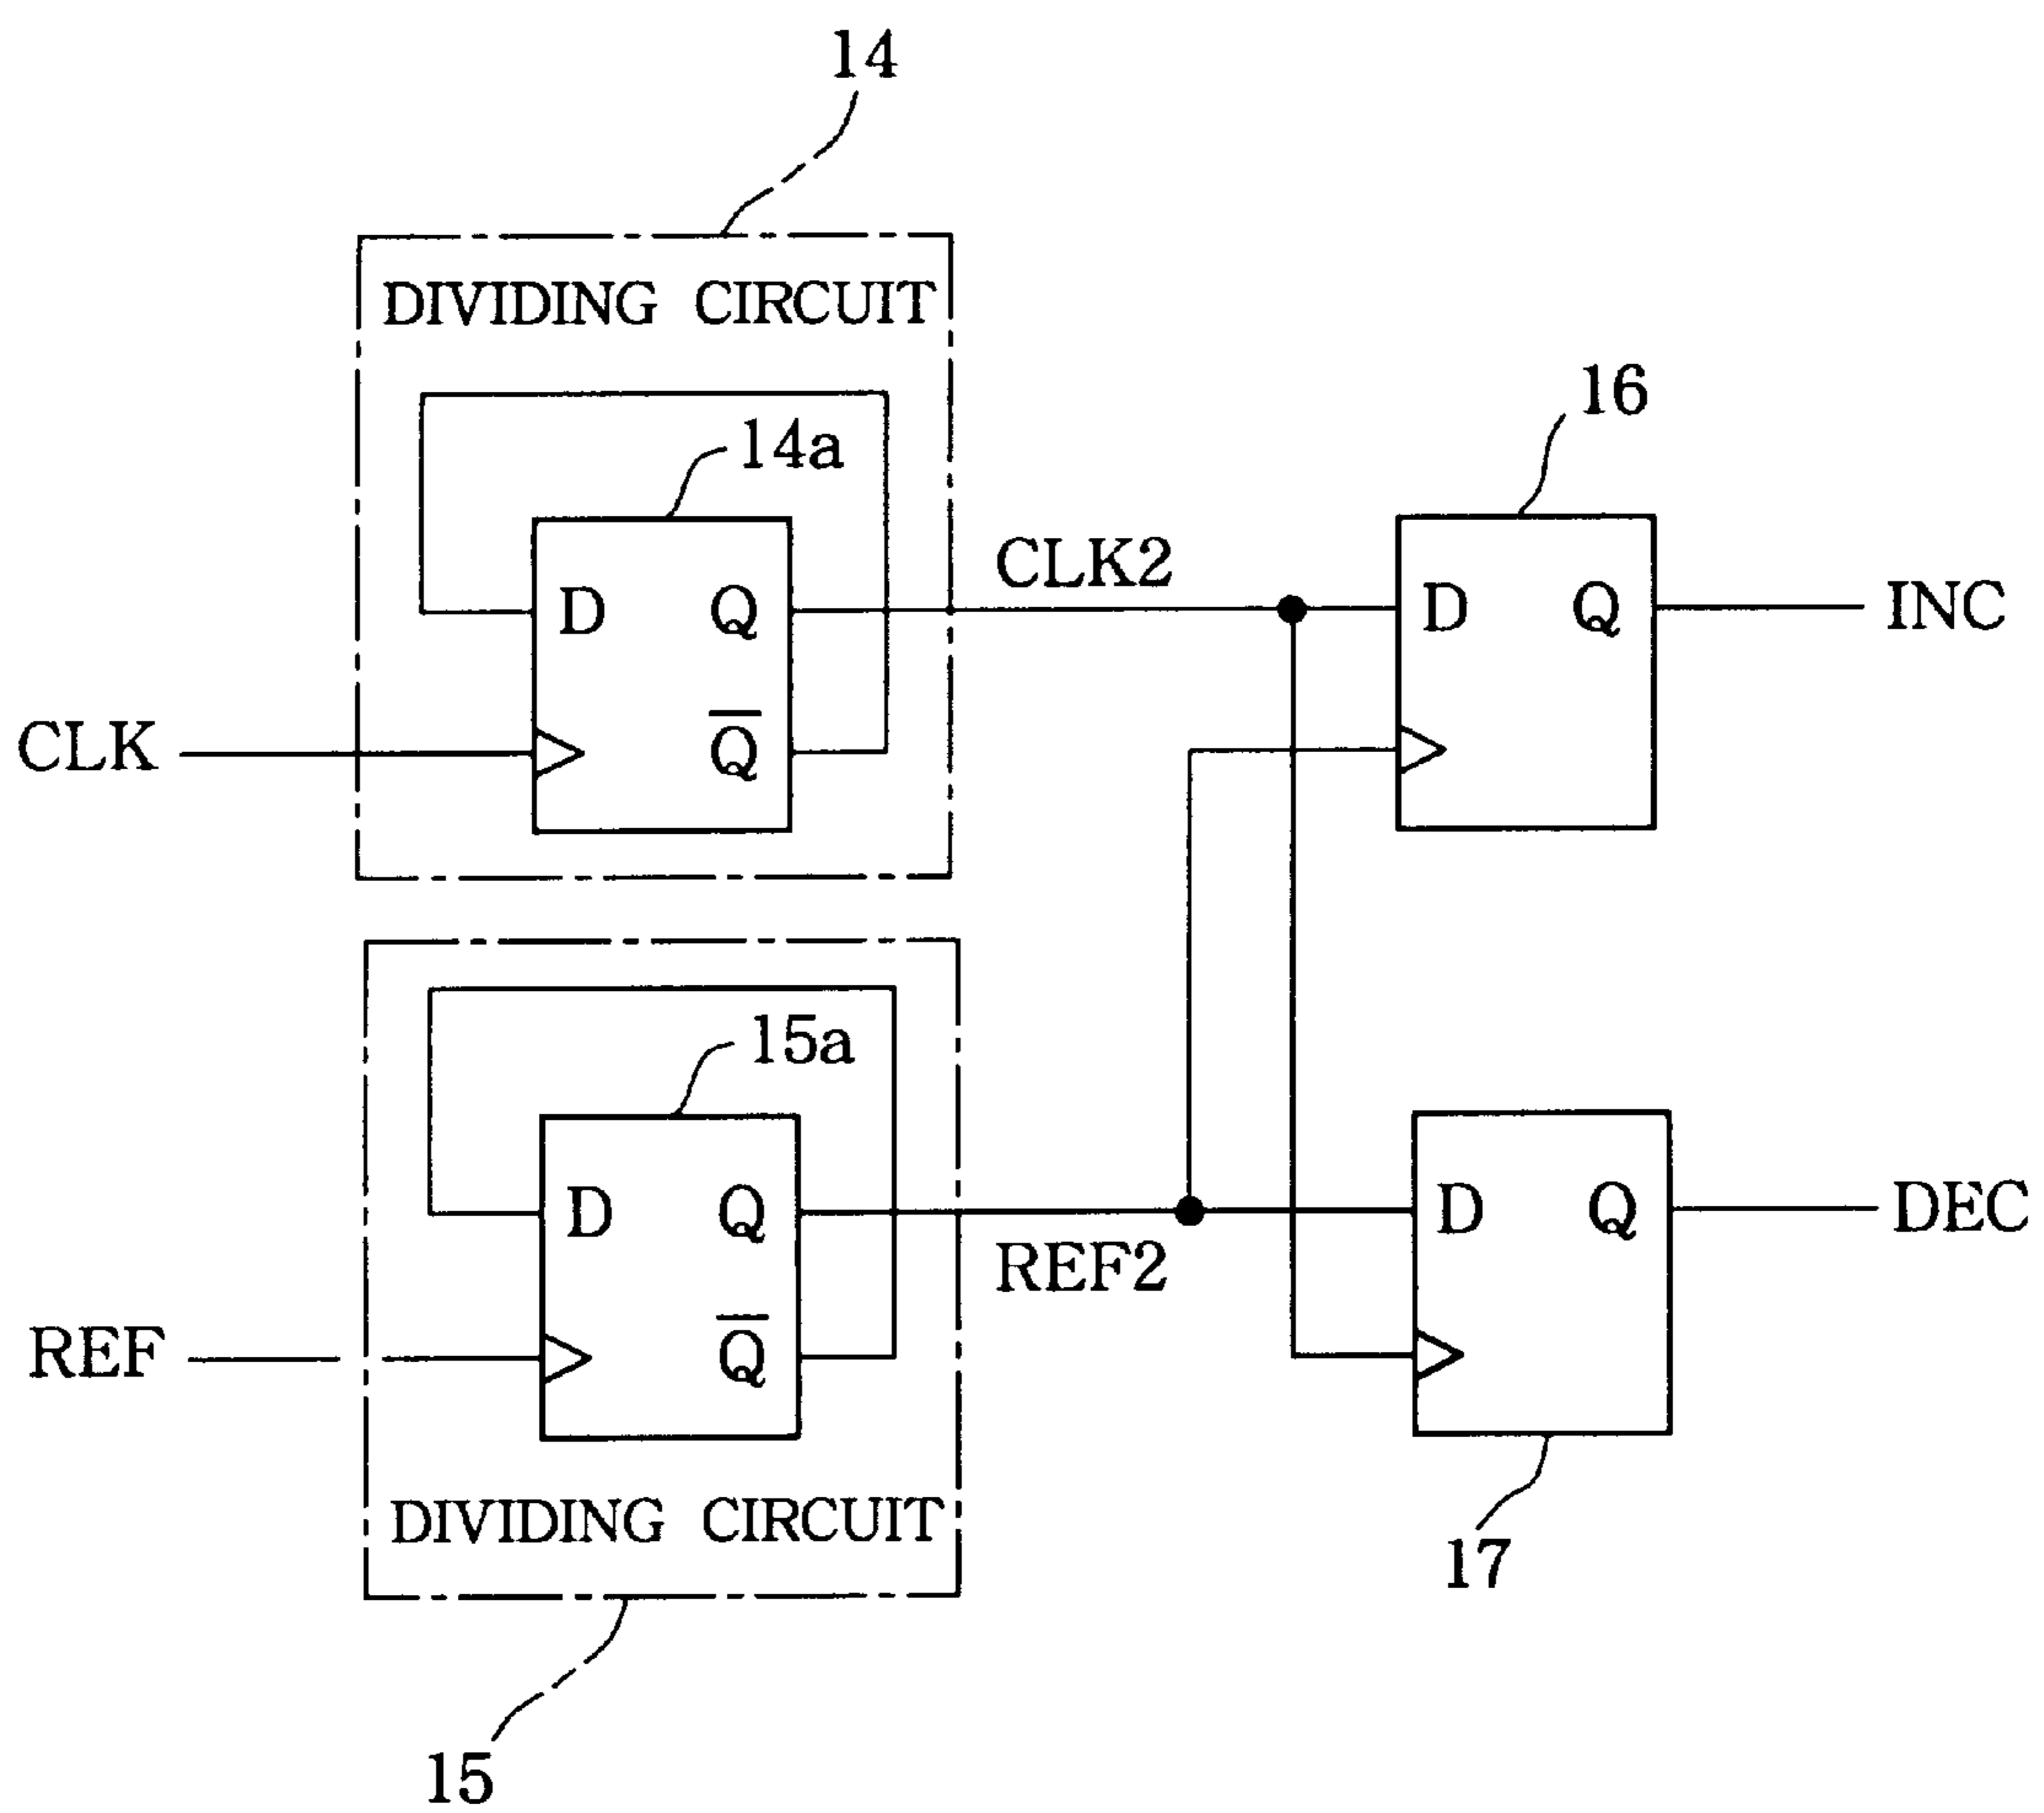 14
DIVIDING CIRCUIT
14a
16
CLK2
D Q
D Q
INC
CLK
Q̅
15a
D Q
D Q
DEC
REF2
REF
Q̅
DIVIDING CIRCUIT
17
15